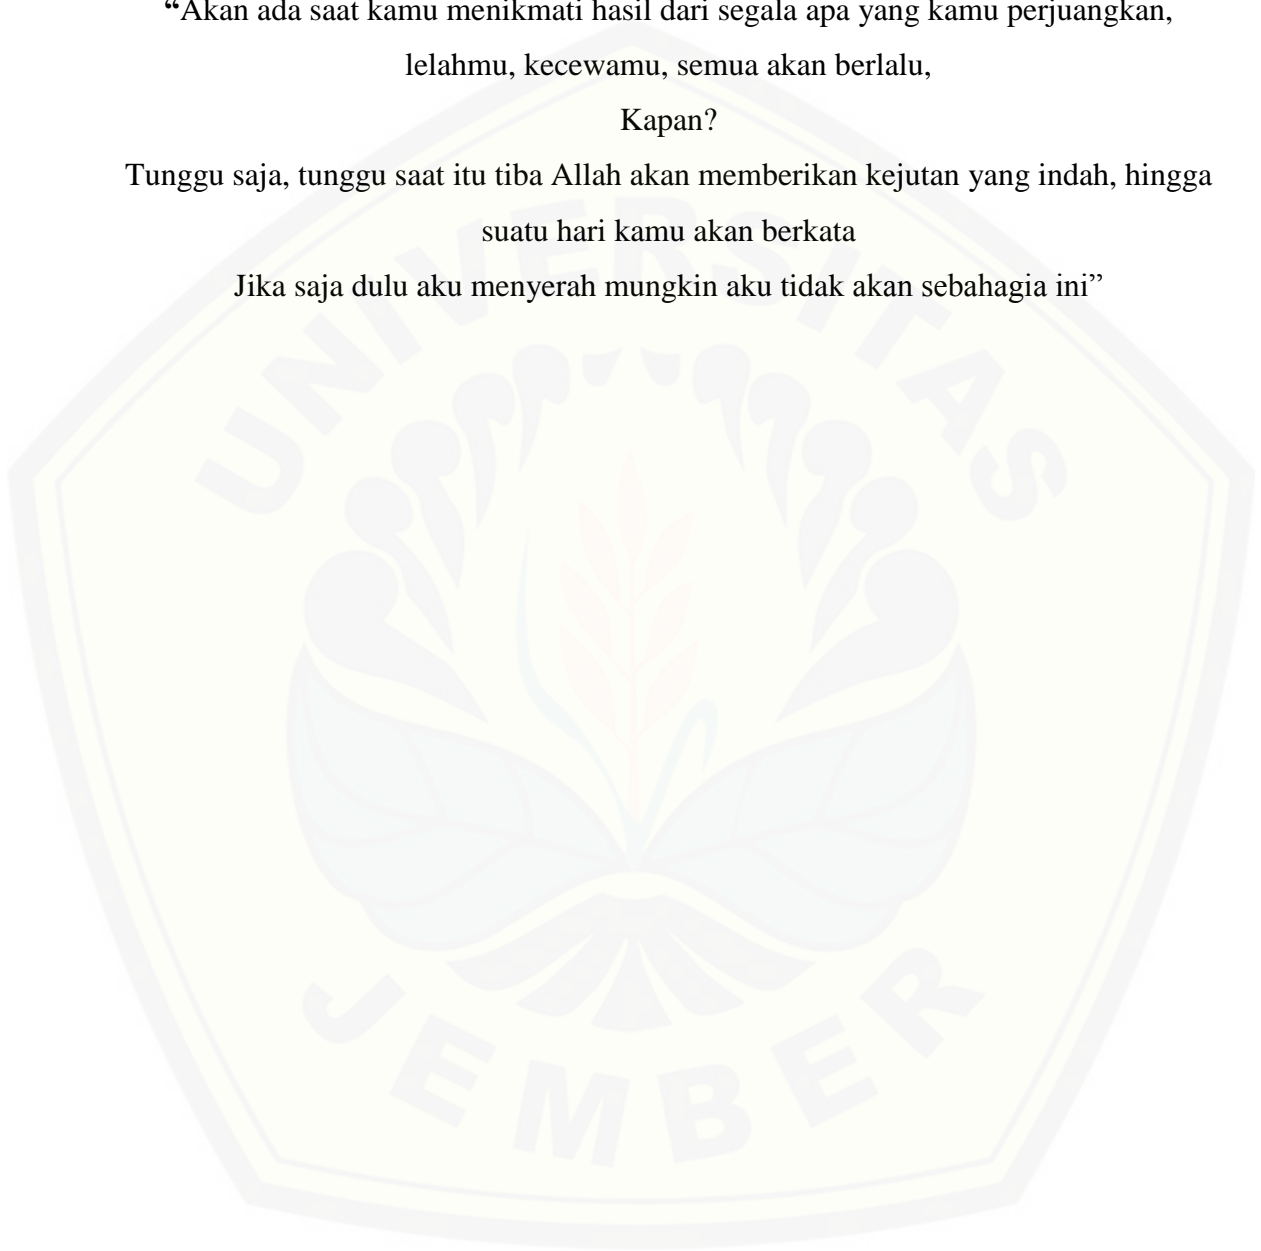 “Akan ada saat kamu menikmati hasil dari segala apa yang kamu perjuangkan,
lelahmu, kecewamu, semua akan berlalu,
Kapan?
Tunggu saja, tunggu saat itu tiba Allah akan memberikan kejutan yang indah, hingga
suatu hari kamu akan berkata
Jika saja dulu aku menyerah mungkin aku tidak akan sebahagia ini”
UNIVERSITAS
JEMBER